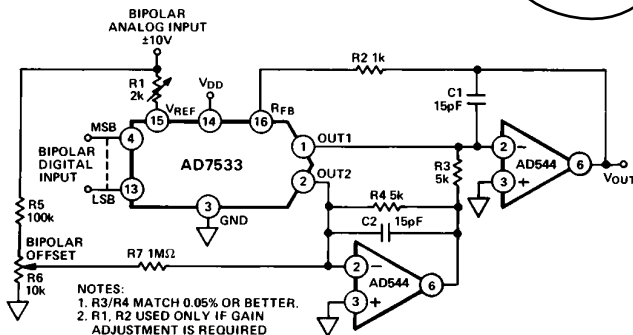 BIPOLAR
ANALOG INPUT
±10V
R1
2k
VDD
R2 1k
C1
15pF
VREF
RFB
15
14
16
MSB
4
BIPOLAR
DIGITAL
INPUT
LSB
13
AD7533
1
OUT1
2
OUT2
3
GND
R3
5k
2
−
AD544
6
3
+
VOUT
R4 5k
C2
15pF
R5
100k
BIPOLAR
OFFSET
R6
10k
R7 1MΩ
2
−
AD544
6
3
+
NOTES:
1. R3/R4 MATCH 0.05% OR BETTER.
2. R1, R2 USED ONLY IF GAIN
ADJUSTMENT IS REQUIRED